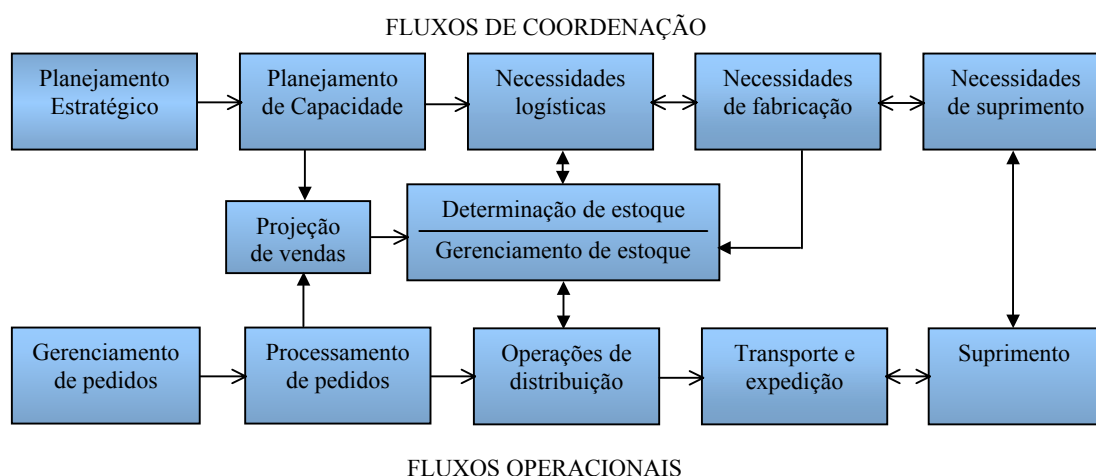 FLUXOS DE COORDENAÇÃO
Planejamento
Estratégico
Planejamento
de Capacidade
Necessidades
logísticas
Necessidades
de fabricação
Necessidades
de suprimento
Projeção
de vendas
Determinação de estoque
Gerenciamento de estoque
Gerenciamento
de pedidos
Processamento
de pedidos
Operações de
distribuição
Transporte e
expedição
Suprimento
FLUXOS OPERACIONAIS